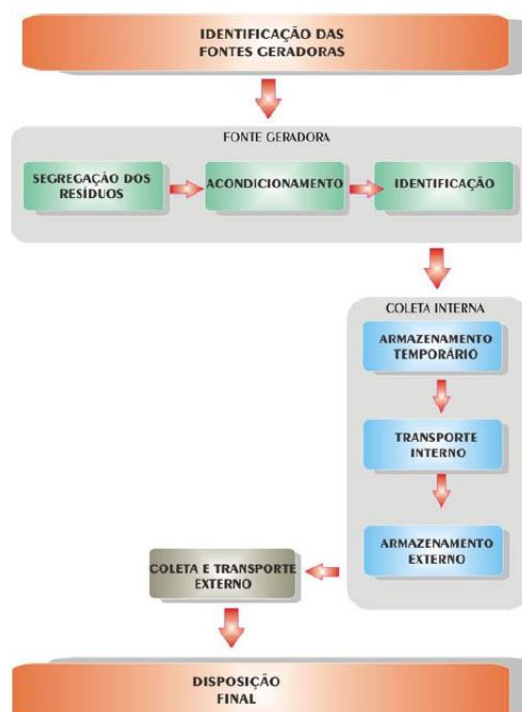 IDENTIFICAÇÃO DAS
FONTES GERADORAS
FONTE GERADORA
SEGREGAÇÃO DOS
RESÍDUOS
ACONDICIONAMENTO
IDENTIFICAÇÃO
COLETA INTERNA
ARMAZENAMENTO
TEMPORÁRIO
TRANSPORTE
INTERNO
ARMAZENAMENTO
EXTERNO
COLETA E TRANSPORTE
EXTERNO
DISPOSIÇÃO
FINAL